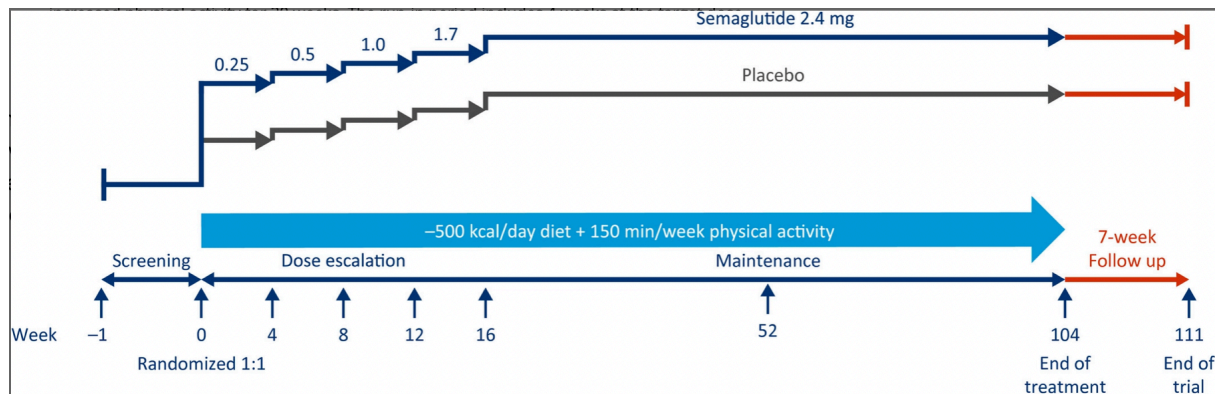 Semaglutide 2.4 mg
0.25
0.5
1.0
1.7
Placebo
–500 kcal/day diet + 150 min/week physical activity
Screening
Dose escalation
Maintenance
7-week
Follow up
Week –1 0 4 8 12 16 52 104 111
Randomized 1:1
End of
treatment
End of
trial